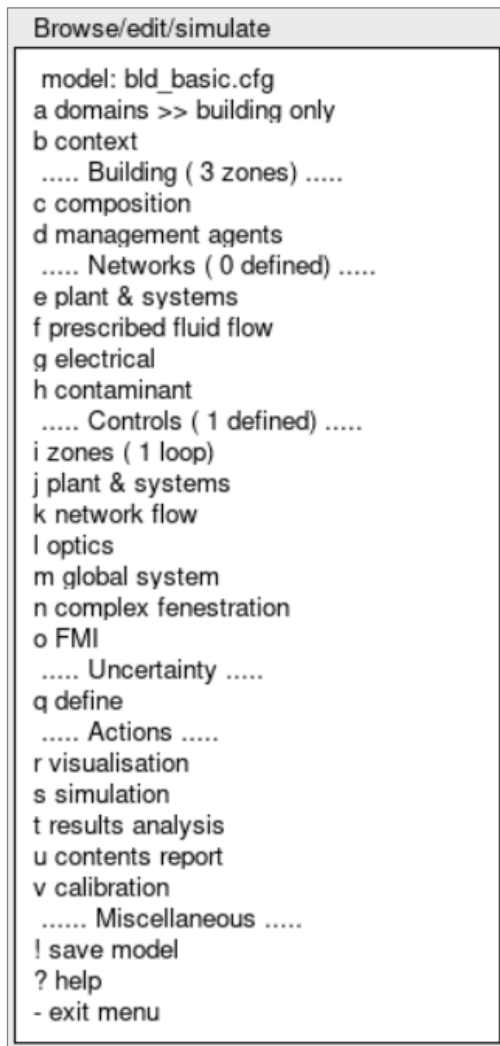 Browse/edit/simulate
model: bld_basic.cfg
a domains >> building only
b context
..... Building ( 3 zones) .....
c composition
d management agents
..... Networks ( 0 defined) .....
e plant & systems
f prescribed fluid flow
g electrical
h contaminant
..... Controls ( 1 defined) .....
i zones ( 1 loop)
j plant & systems
k network flow
l optics
m global system
n complex fenestration
o FMI
..... Uncertainty .....
q define
..... Actions .....
r visualisation
s simulation
t results analysis
u contents report
v calibration
...... Miscellaneous .....
! save model
? help
- exit menu